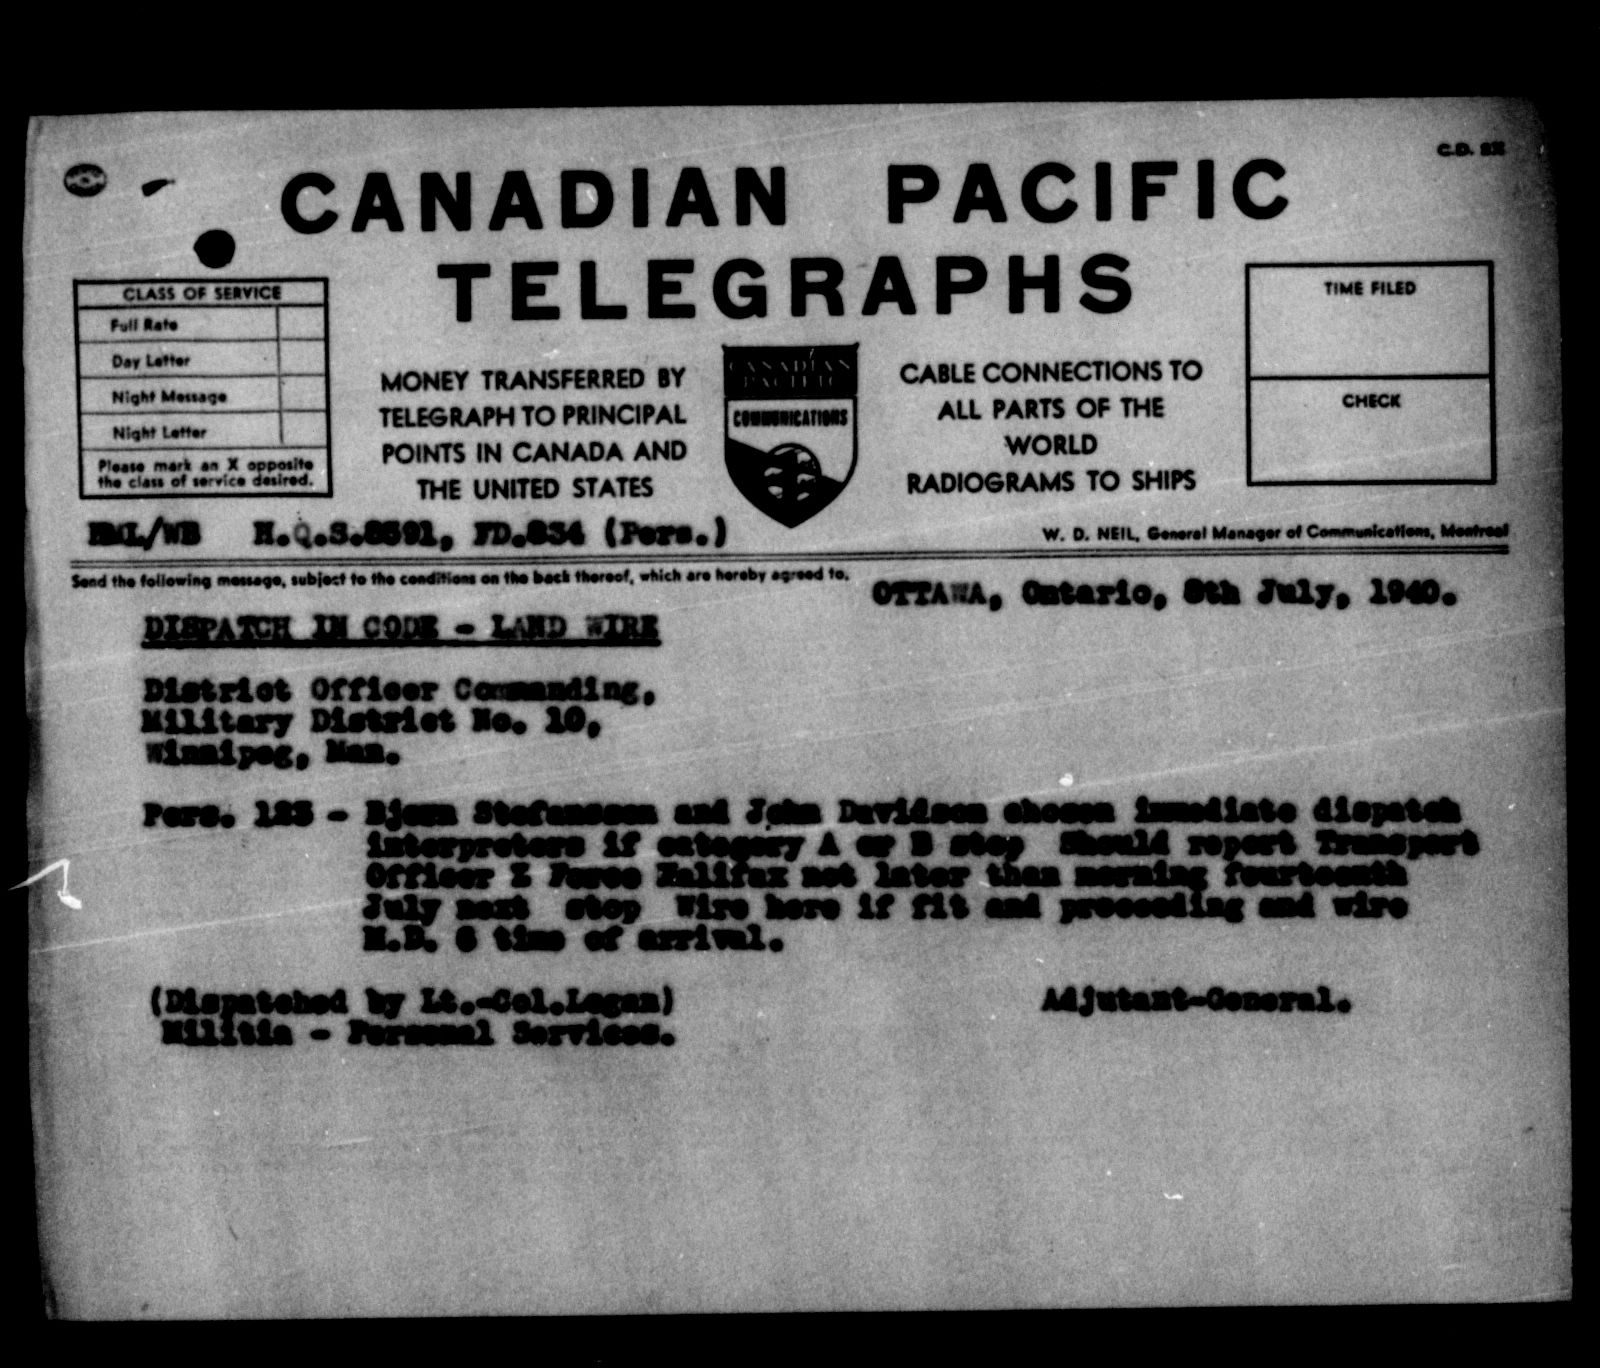 C.D. 2X
CANADIAN PACIFIC
TELEGRAPHS
CLASS OF SERVICE
Full Rate
Day Letter
Night Message
Night Letter
Please mark an X opposite
the class of service desired.
MONEY TRANSFERRED BY
TELEGRAPH TO PRINCIPAL
POINTS IN CANADA AND
THE UNITED STATES
CANADIAN
PACIFIC
COMMUNICATIONS
CABLE CONNECTIONS TO
ALL PARTS OF THE
WORLD
RADIOGRAMS TO SHIPS
TIME FILED
CHECK
HML/WB H.Q.S.8591, FD.834 (Pers.)
W. D. NEIL, General Manager of Communications, Montreal
Send the following message, subject to the conditions on the back thereof, which are hereby agreed to.
OTTAWA, Ontario, 8th July, 1940.
DISPATCH IN CODE - LAND WIRE
District Officer Commanding,
Military District No. 10,
Winnipeg, Man.
Pers. 123 - Bjorn Stefansson and John Davidson chosen immediate dispatch
interpreters if category A or B stop Should report Transport
Officer Z Force Halifax not later than morning fourteenth
July next stop Wire here if fit and proceeding and wire
M.D. 6 time of arrival.
(Dispatched by Lt.-Col.Logan)
Militia - Personal Services.
Adjutant-General.